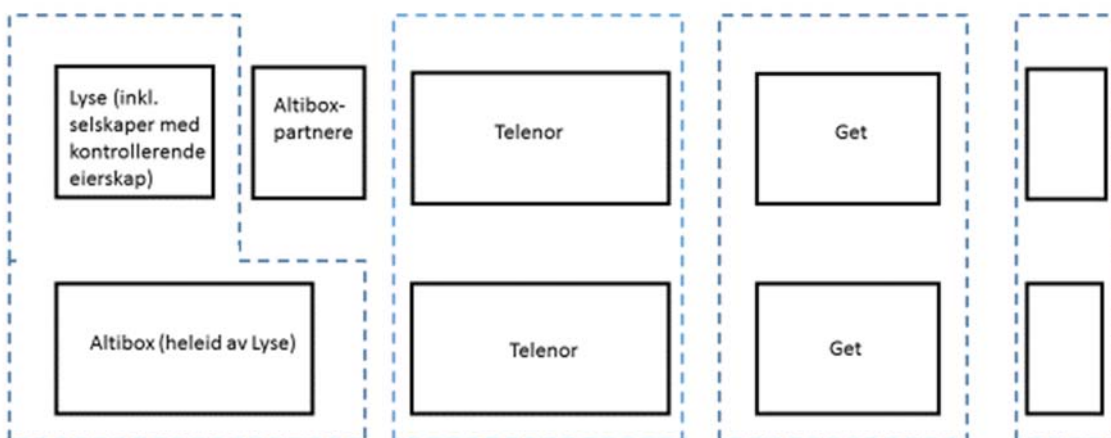 Lyse (inkl.
selskaper med
kontrollerende
eierskap)
Altibox-
partnere
Telenor
Get
Altibox (heleid av Lyse)
Telenor
Get